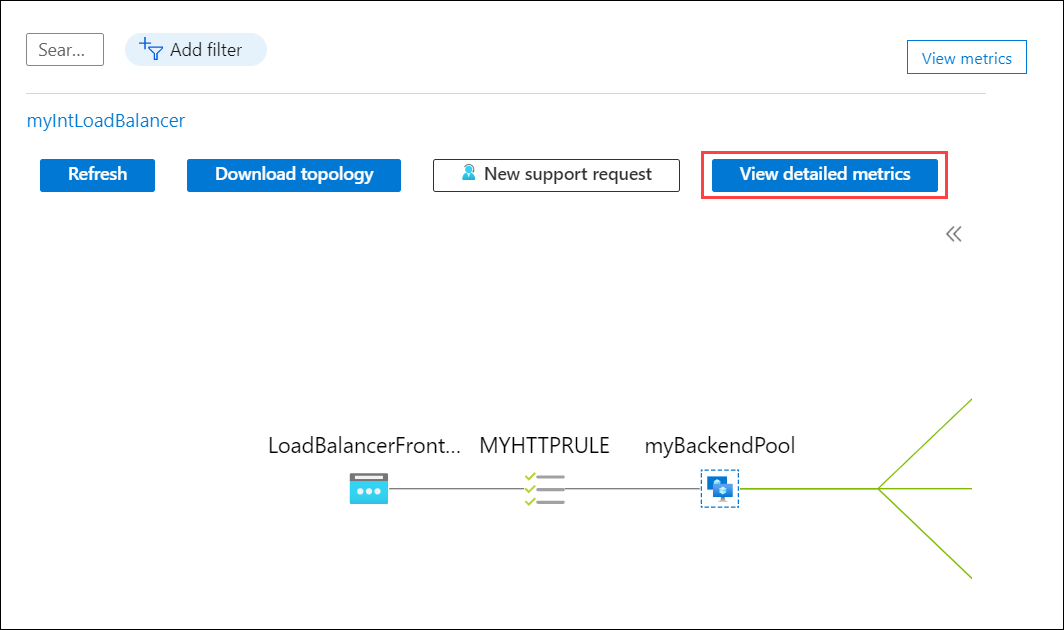 Sear...
Add filter
View metrics
myIntLoadBalancer
Refresh
Download topology
New support request
View detailed metrics
LoadBalancerFront...
MYHTTPRULE
myBackendPool